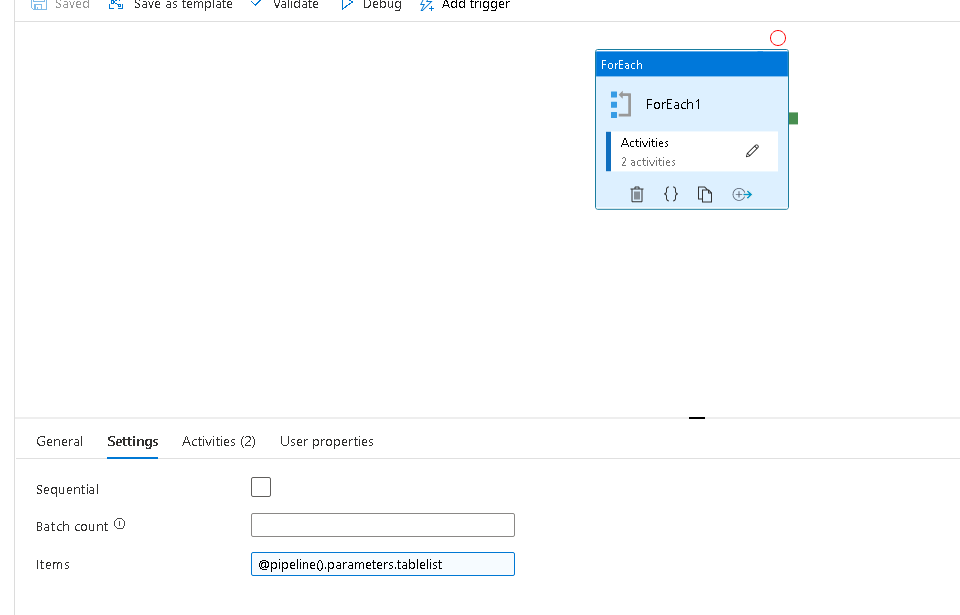 Saved Save as template Validate Debug Add trigger
ForEach
ForEach1
Activities
2 activities
{}
General Settings Activities (2) User properties
Sequential
Batch count
Items @pipeline().parameters.tablelist